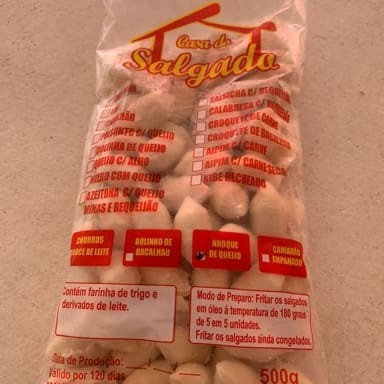 Casa do
Salgado
SALSICHA C/ REQUEIJÃO
CALABRESA C/
CROQUETE DE CARNE
PRESUNTO C/ QUEIJO
CROQUETE DE BACALHAU
BOLINHA DE QUEIJO
AIPIM C/ CARNE
QUEIJO C/ ALHO
AIPIM C/ CARNE SECA
MILHO COM QUEIJO
KIBE RECHEADO
AZEITONA C/ QUEIJO
MINAS E REQUEIJÃO
CHURROS
DOCE DE LEITE
BOLINHO DE
BACALHAU
NHOQUE
DE QUEIJO
CAMARÃO
EMPANADO
Contém farinha de trigo e
derivados de leite.
Modo de Preparo: Fritar os salgados
em óleo à temperatura de 180 graus
de 5 em 5 unidades.
Fritar os salgados ainda congelados.
Data de Produção:
Válido por 120 dias
500g